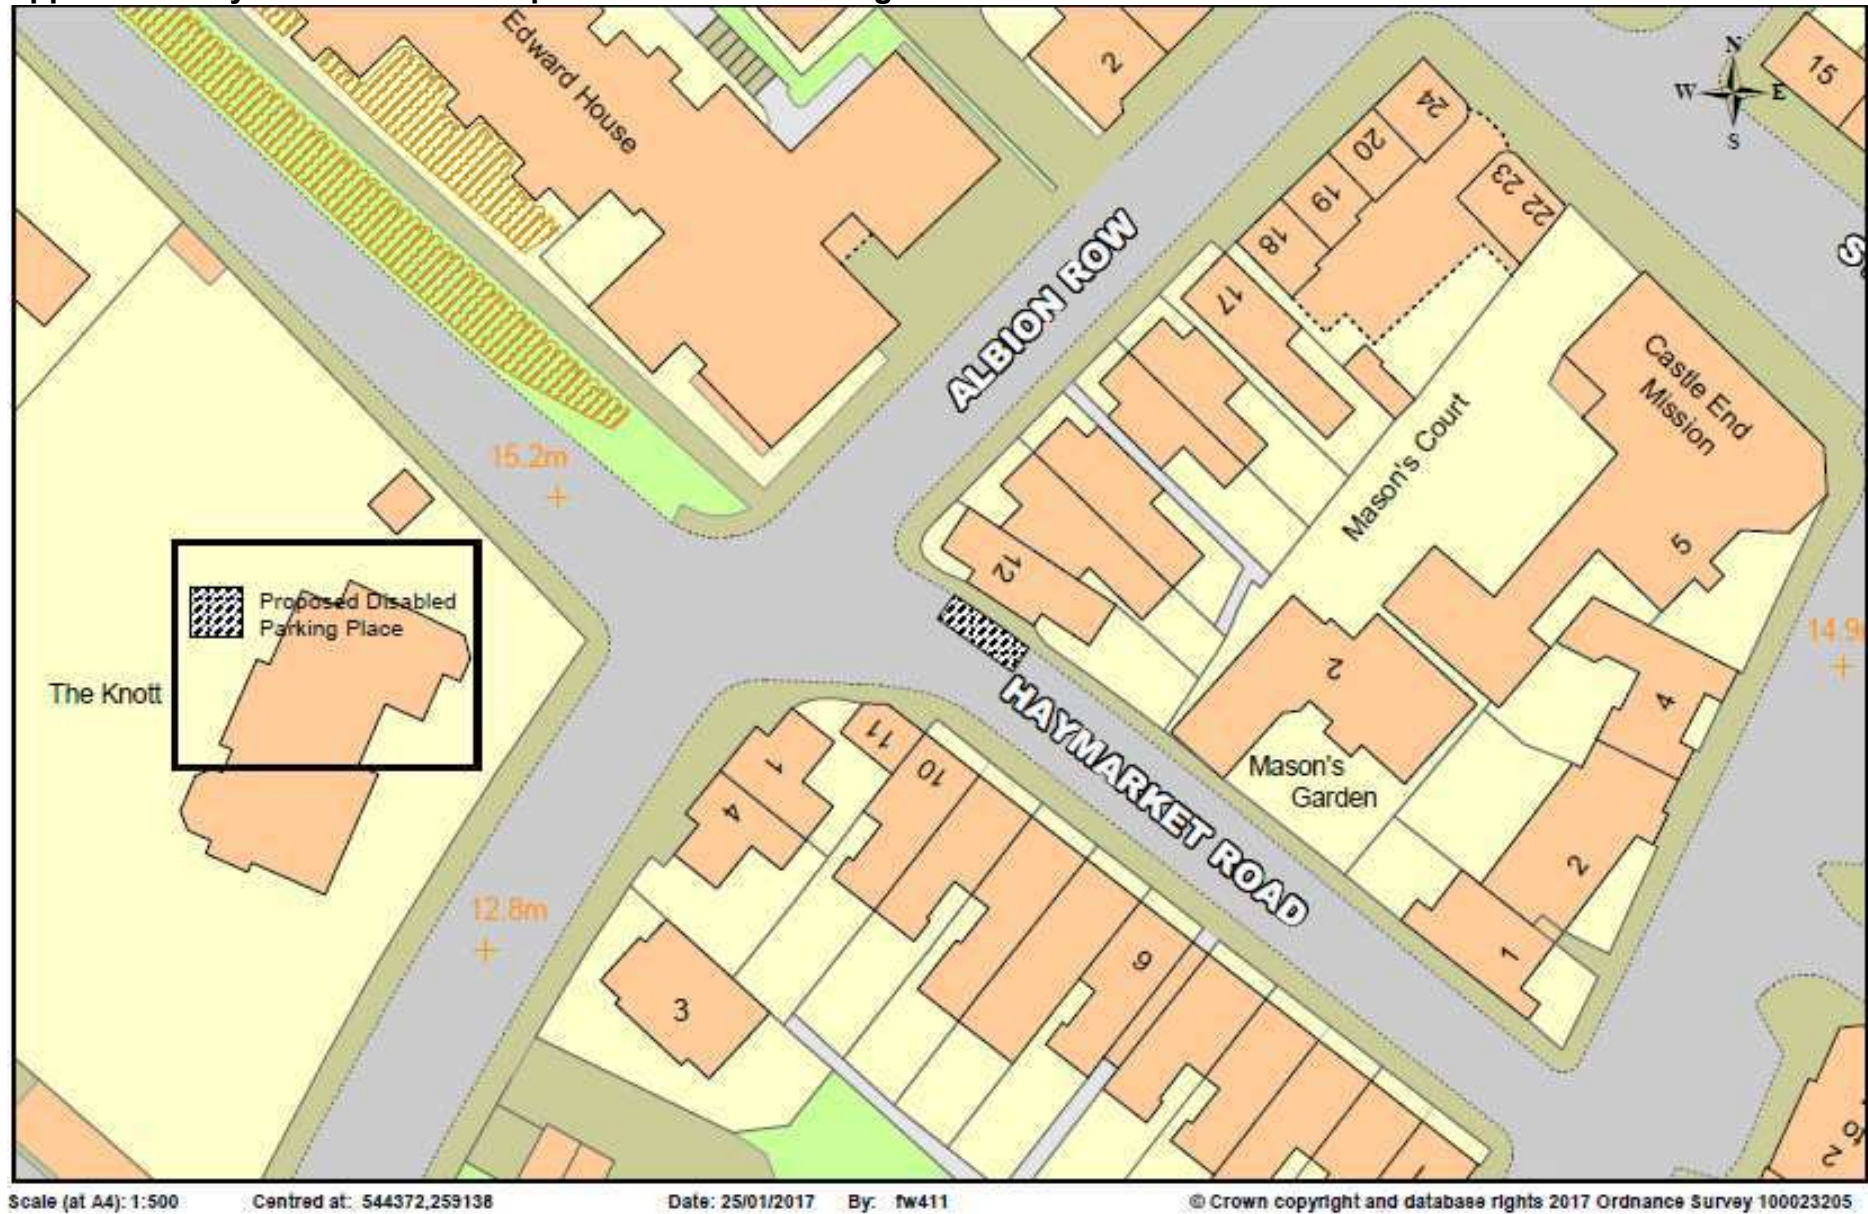 Edward House
2
N
W E
S
15
24
20
19
18
23
22
17
ALBION ROW
Castle End
Mission
Mason's Court
15.2m
12
5
Proposed Disabled
Parking Place
The Knott
2
4
14.9
HAYMARKET ROAD
11
10
1
4
Mason's
Garden
2
12.8m
9
1
3
2
Scale (at A4): 1:500 Centred at: 544372,259138 Date: 25/01/2017 By: fw411 © Crown copyright and database rights 2017 Ordnance Survey 100023205